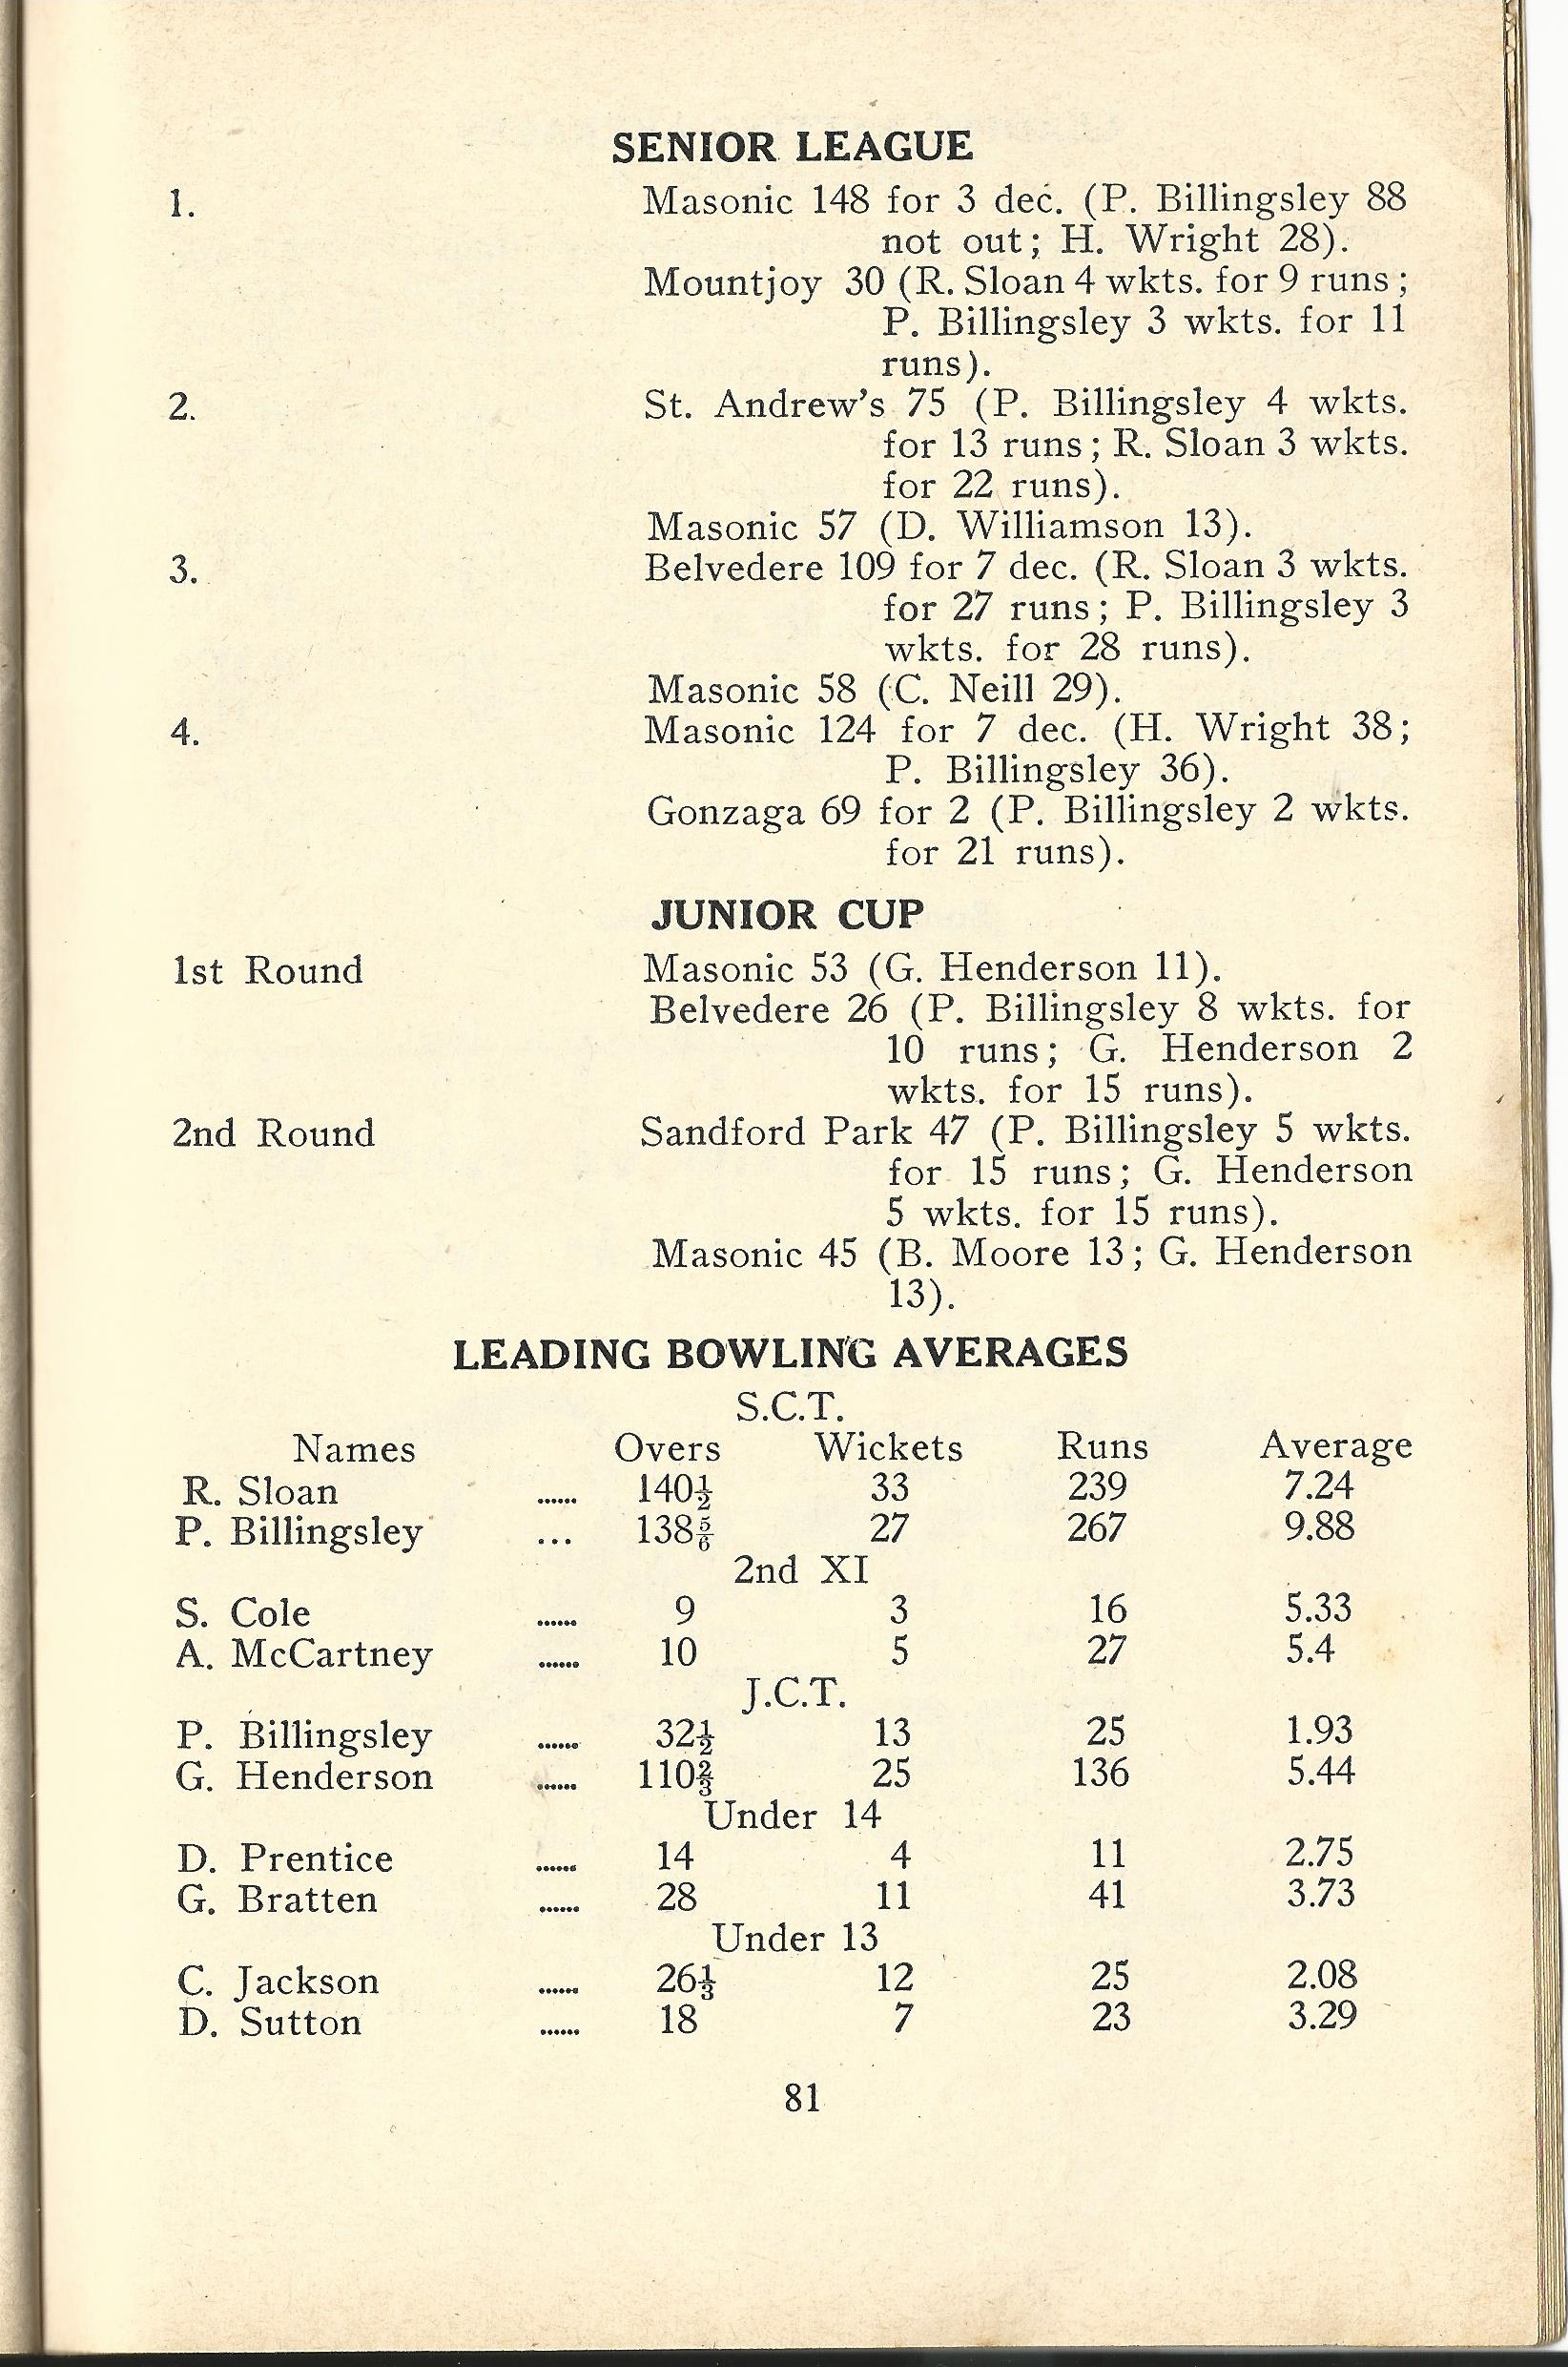 SENIOR LEAGUE
1. Masonic 148 for 3 dec. (P. Billingsley 88
not out; H. Wright 28).
Mountjoy 30 (R. Sloan 4 wkts. for 9 runs;
P. Billingsley 3 wkts. for 11
runs).
2. St. Andrew's 75 (P. Billingsley 4 wkts.
for 13 runs; R. Sloan 3 wkts.
for 22 runs).
Masonic 57 (D. Williamson 13).
3. Belvedere 109 for 7 dec. (R. Sloan 3 wkts.
for 27 runs; P. Billingsley 3
wkts. for 28 runs).
Masonic 58 (C. Neill 29).
4. Masonic 124 for 7 dec. (H. Wright 38;
P. Billingsley 36).
Gonzaga 69 for 2 (P. Billingsley 2 wkts.
for 21 runs).
JUNIOR CUP
1st Round Masonic 53 (G. Henderson 11).
Belvedere 26 (P. Billingsley 8 wkts. for
10 runs; G. Henderson 2
wkts. for 15 runs).
2nd Round Sandford Park 47 (P. Billingsley 5 wkts.
for 15 runs; G. Henderson
5 wkts. for 15 runs).
Masonic 45 (B. Moore 13; G. Henderson
13).
LEADING BOWLING AVERAGES
S.C.T.
Names Overs Wickets Runs Average
R. Sloan ...... 140½ 33 239 7.24
P. Billingsley ... 138⅚ 27 267 9.88
2nd XI
S. Cole ...... 9 3 16 5.33
A. McCartney ...... 10 5 27 5.4
J.C.T.
P. Billingsley ...... 32½ 13 25 1.93
G. Henderson ...... 110⅔ 25 136 5.44
Under 14
D. Prentice ...... 14 4 11 2.75
G. Bratten ...... 28 11 41 3.73
Under 13
C. Jackson ...... 26⅓ 12 25 2.08
D. Sutton ...... 18 7 23 3.29
81